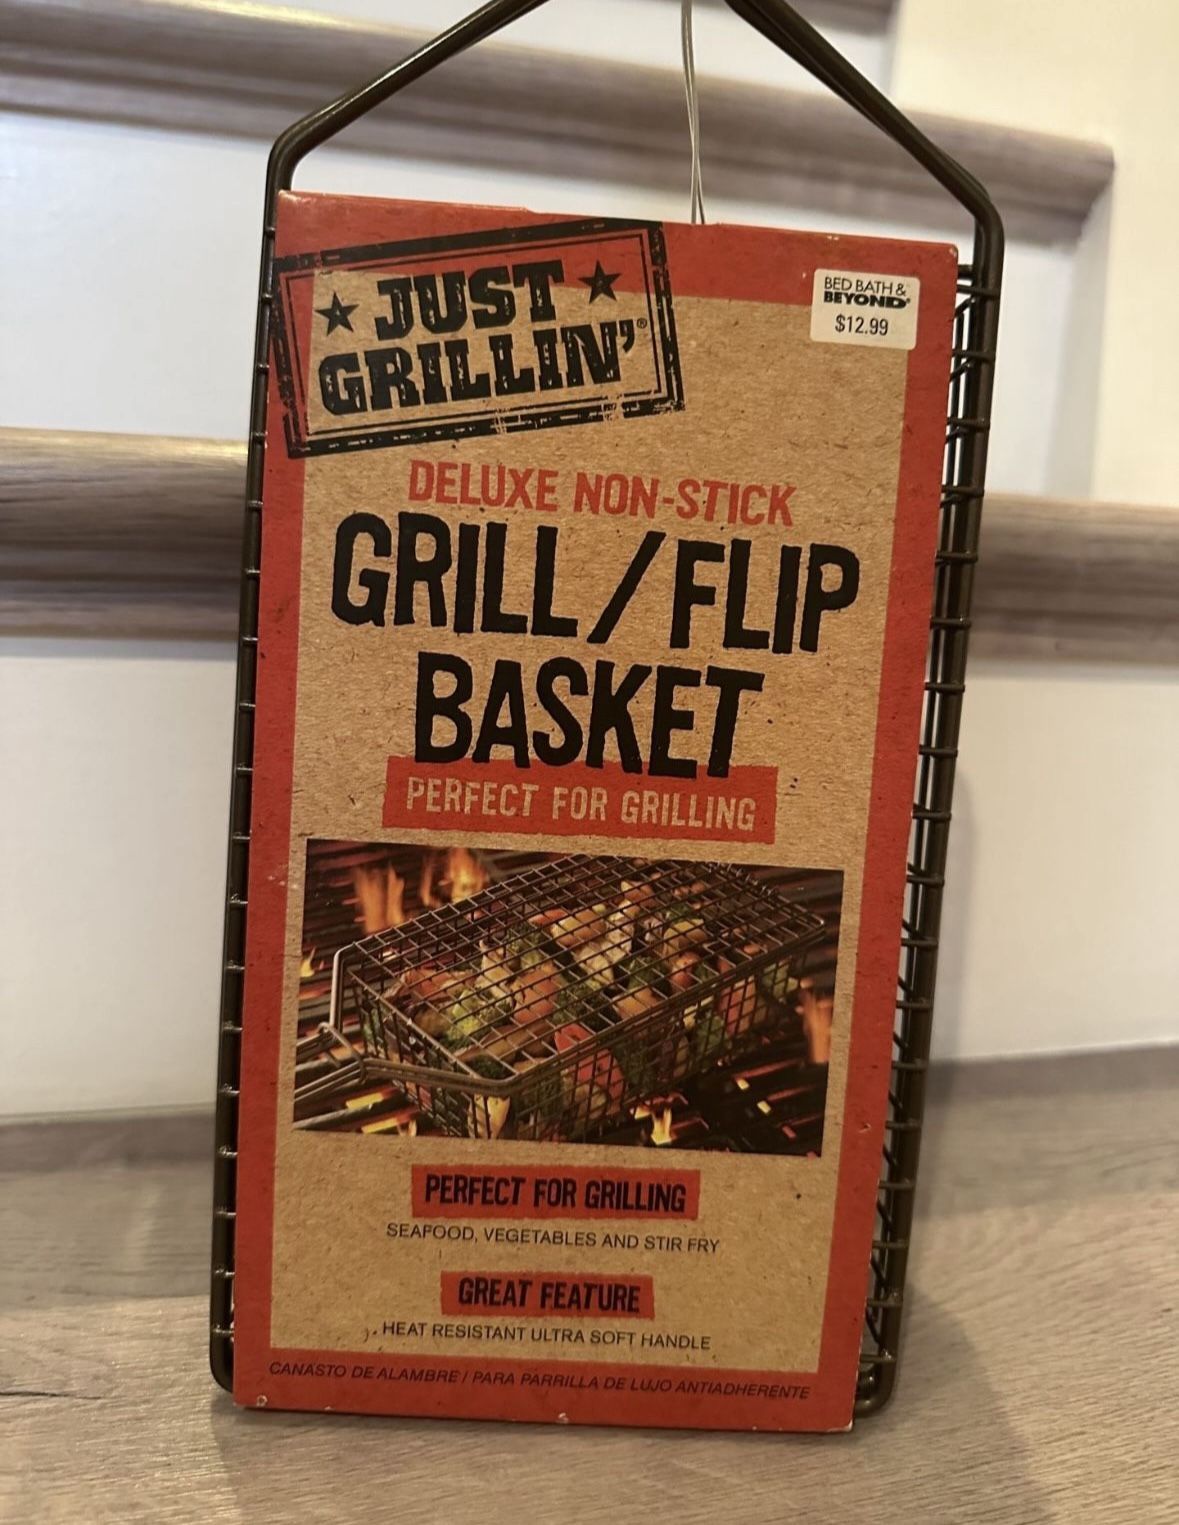 JUST
GRILLIN'®
BED BATH &
BEYOND®
$12.99
DELUXE NON-STICK
GRILL/FLIP
BASKET
PERFECT FOR GRILLING
PERFECT FOR GRILLING
SEAFOOD, VEGETABLES AND STIR FRY
GREAT FEATURE
HEAT RESISTANT ULTRA SOFT HANDLE
CANASTO DE ALAMBRE / PARA PARRILLA DE LUJO ANTIADHERENTE